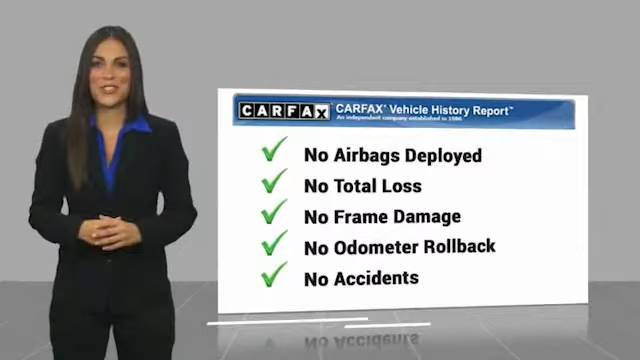 CARFAX CARFAX® Vehicle History Report™
An independent company established in 1986
No Airbags Deployed
No Total Loss
No Frame Damage
No Odometer Rollback
No Accidents